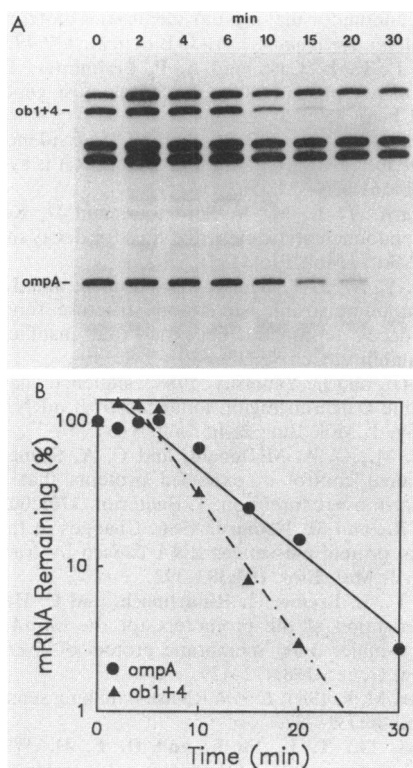 A
min
0 2 4 6 10 15 20 30
ob1+4 –
ompA –
B
100
10
1
mRNA Remaining (%)
ompA
ob1+4
0 10 20 30
Time (min)